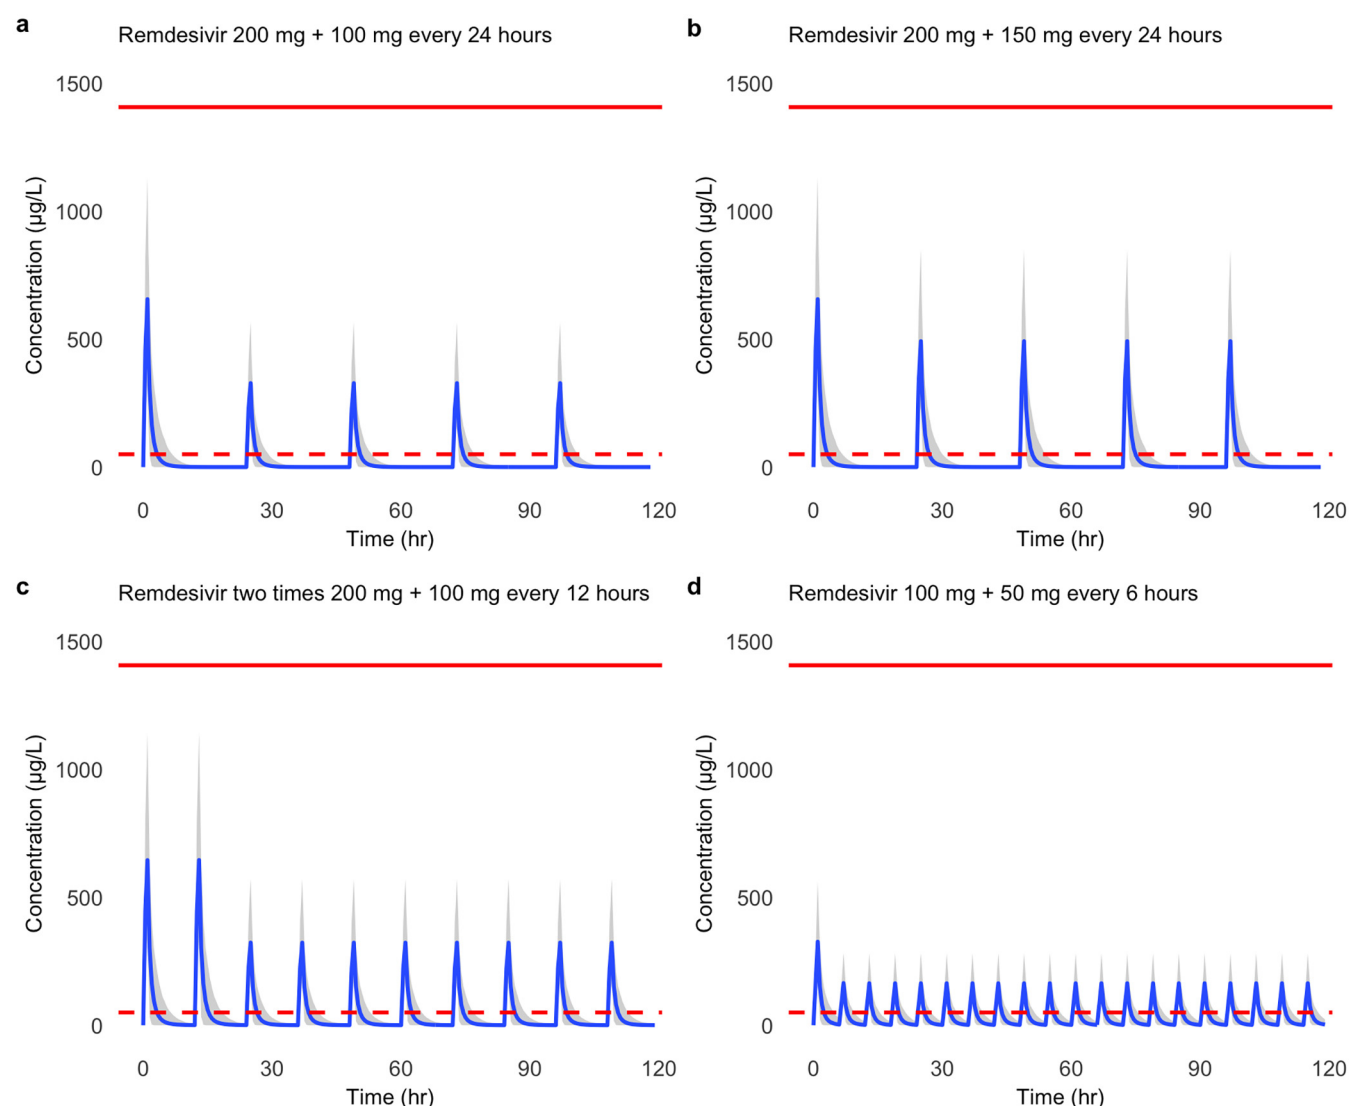 a
Remdesivir 200 mg + 100 mg every 24 hours
1500
1000
500
0
Concentration (µg/L)
0 30 60 90 120
Time (hr)
b
Remdesivir 200 mg + 150 mg every 24 hours
1500
1000
500
0
Concentration (µg/L)
0 30 60 90 120
Time (hr)
c
Remdesivir two times 200 mg + 100 mg every 12 hours
1500
1000
500
0
Concentration (µg/L)
0 30 60 90 120
Time (hr)
d
Remdesivir 100 mg + 50 mg every 6 hours
1500
1000
500
0
Concentration (µg/L)
0 30 60 90 120
Time (hr)